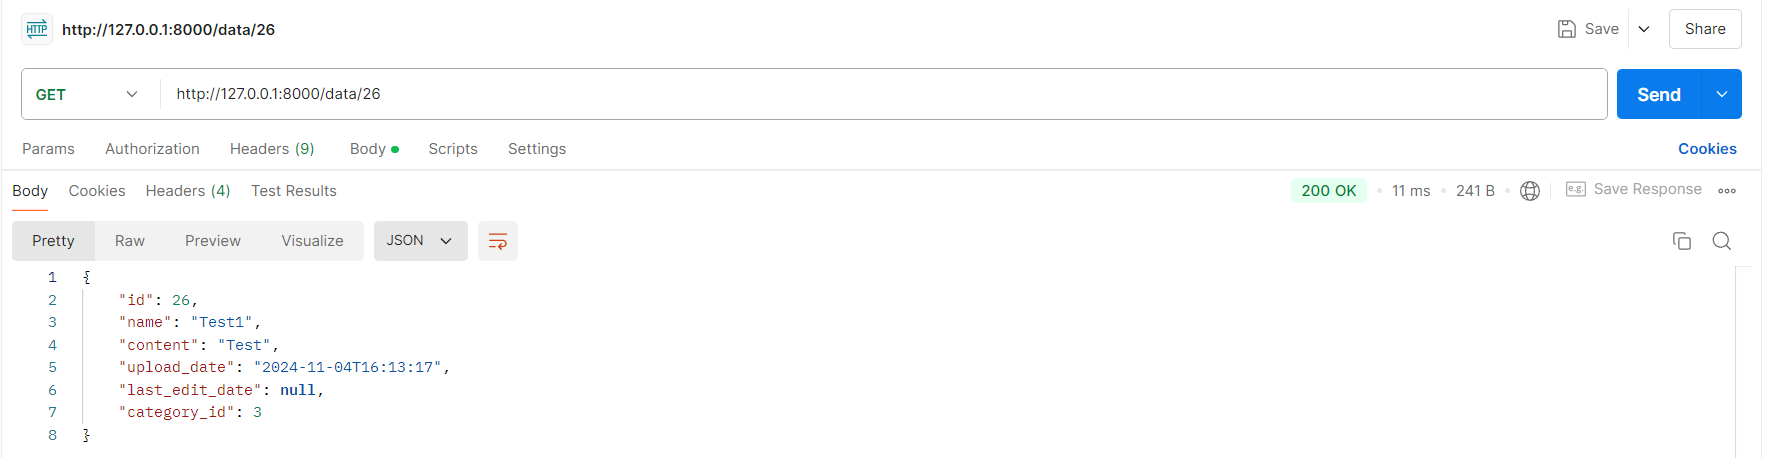 HTTP http://127.0.0.1:8000/data/26 Save Share
GET http://127.0.0.1:8000/data/26 Send
Params Authorization Headers (9) Body Scripts Settings Cookies
Body Cookies Headers (4) Test Results 200 OK 11 ms 241 B e.g. Save Response
Pretty Raw Preview Visualize JSON
1 {
2 "id": 26,
3 "name": "Test1",
4 "content": "Test",
5 "upload_date": "2024-11-04T16:13:17",
6 "last_edit_date": null,
7 "category_id": 3
8 }